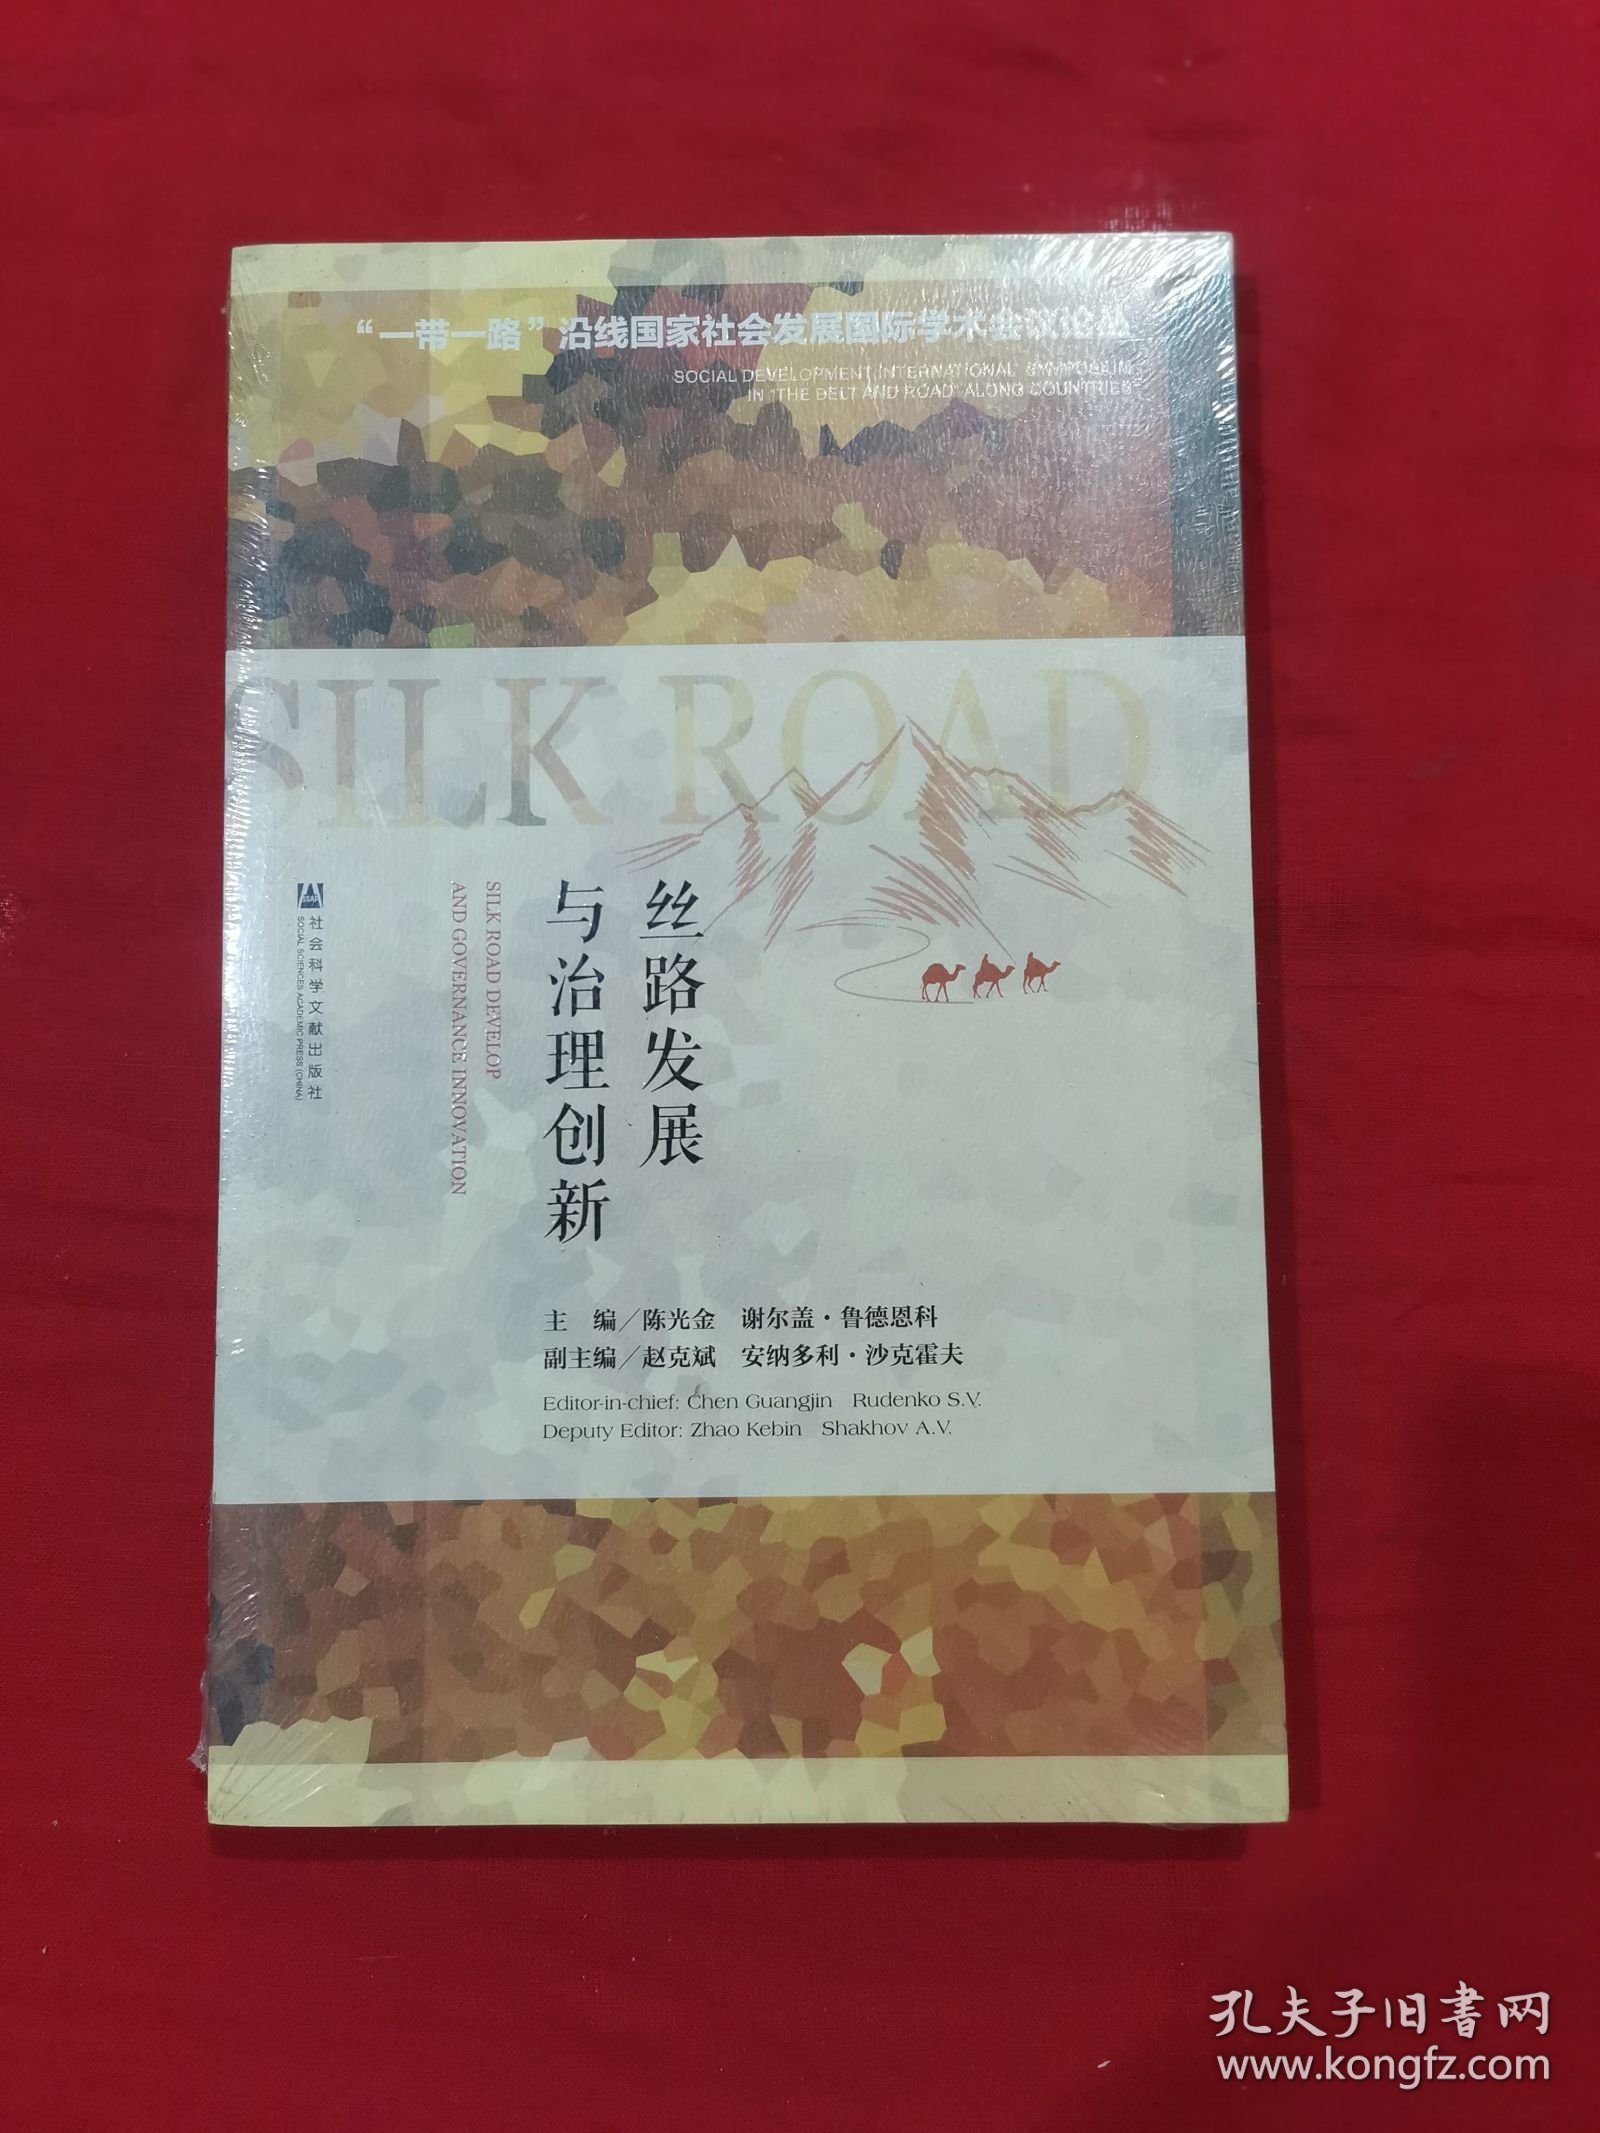 “一带一路”沿线国家社会发展国际学术会议论丛
SOCIAL DEVELOPMENT INTERNATIONAL SYMPOSIUM
IN "THE BELT AND ROAD" ALONG COUNTRIES
SILK ROAD
丝路发展
与治理创新
SILK ROAD DEVELOP
AND GOVERNANCE INNOVATION
SSAP
社会科学文献出版社
SOCIAL SCIENCES ACADEMIC PRESS (CHINA)
主 编/陈光金 谢尔盖·鲁德恩科
副主编/赵克斌 安纳多利·沙克霍夫
Editor-in-chief: Chen Guangjin Rudenko S.V.
Deputy Editor: Zhao Kebin Shakhov A.V.
孔夫子旧书网
www.kongfz.com